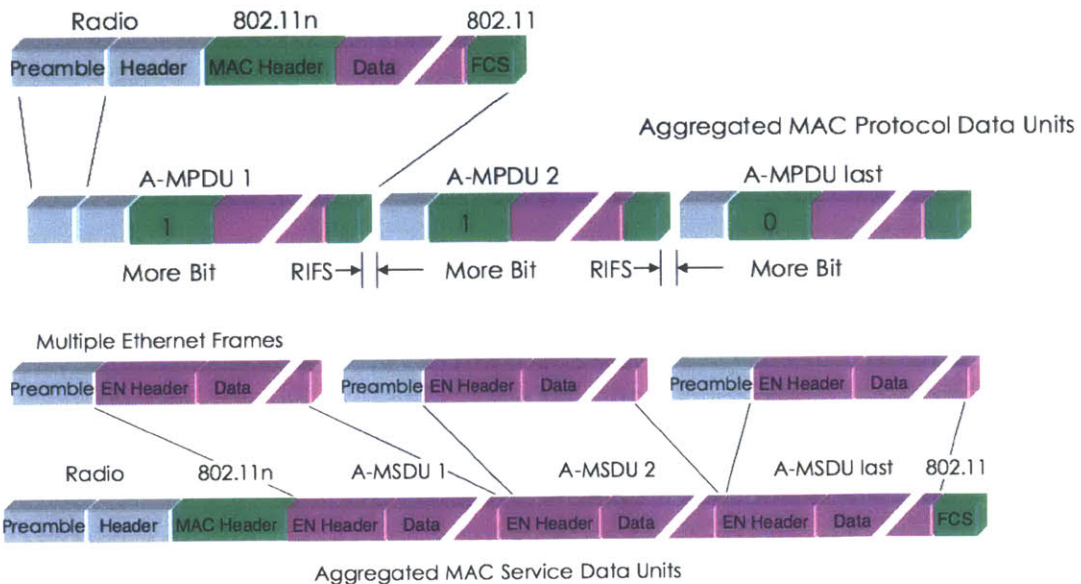 Radio 802.11n 802.11
Preamble Header MAC Header Data FCS
Aggregated MAC Protocol Data Units
A-MPDU 1 A-MPDU 2 A-MPDU last
1 1 0
More Bit RIFS More Bit RIFS More Bit
Multiple Ethernet Frames
Preamble EN Header Data Preamble EN Header Data Preamble EN Header Data
Radio 802.11n A-MSDU 1 A-MSDU 2 A-MSDU last 802.11
Preamble Header MAC Header EN Header Data EN Header Data EN Header Data FCS
Aggregated MAC Service Data Units